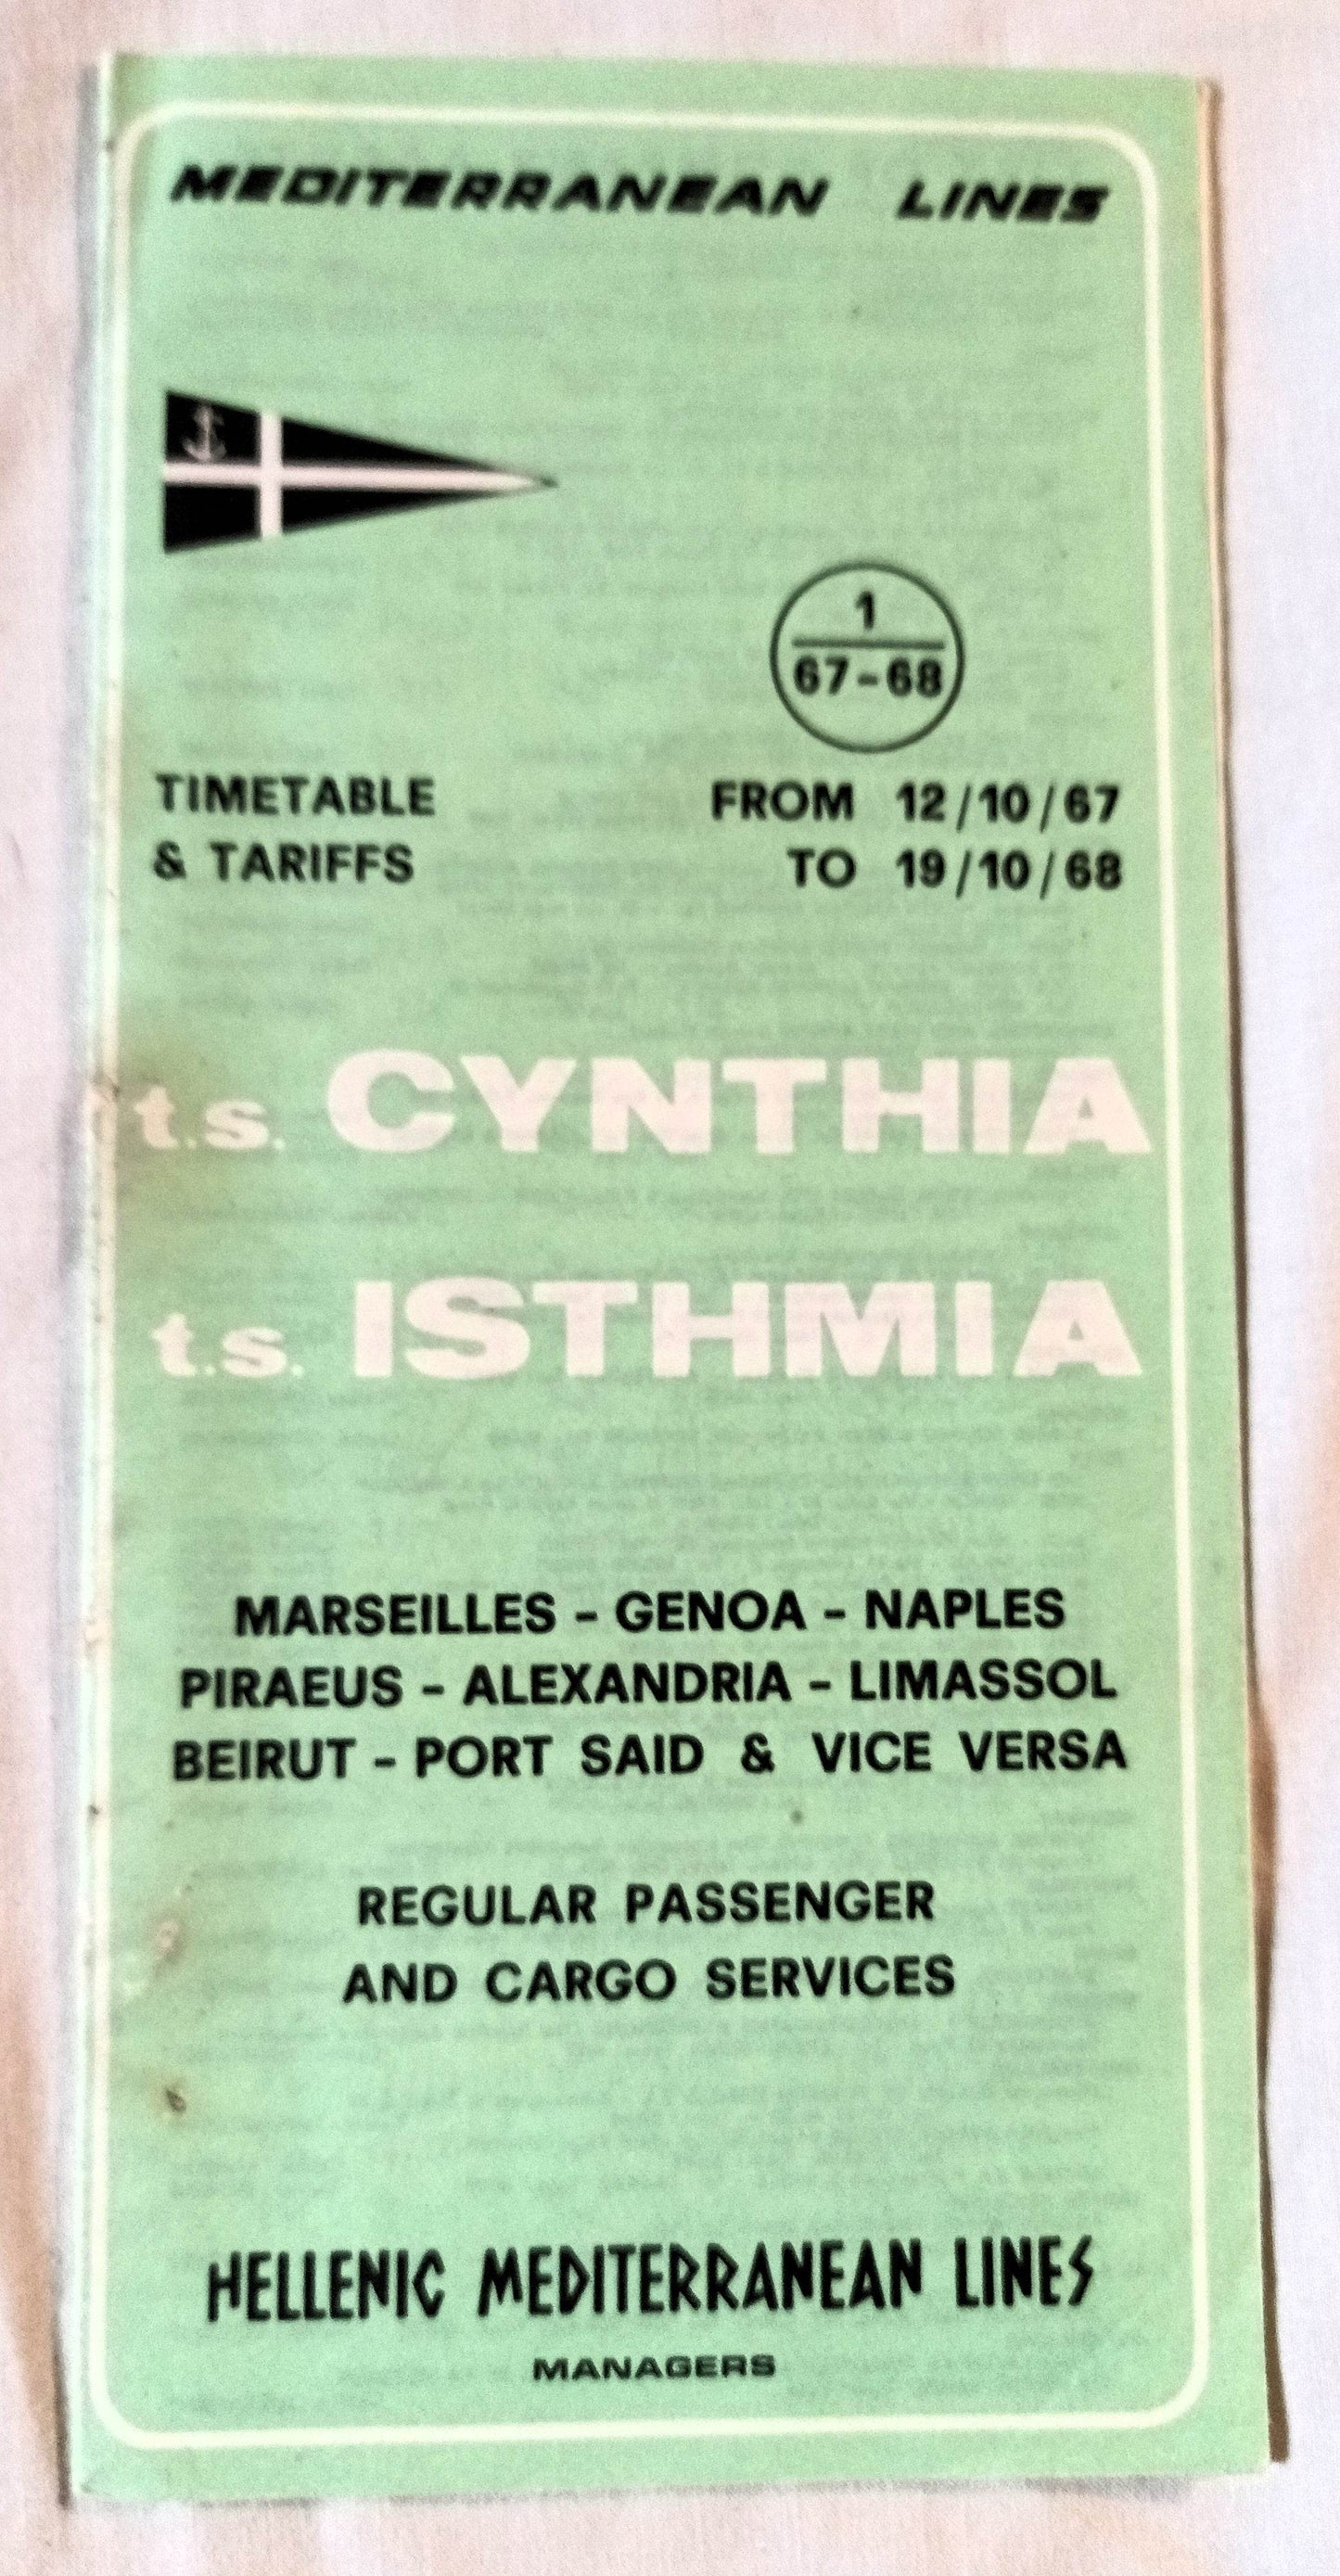 MEDITERRANEAN LINES
1
67-68
TIMETABLE
& TARIFFS
FROM 12/10/67
TO 19/10/68
t.s. CYNTHIA
t.s. ISTHMIA
MARSEILLES - GENOA - NAPLES
PIRAEUS - ALEXANDRIA - LIMASSOL
BEIRUT - PORT SAID & VICE VERSA
REGULAR PASSENGER
AND CARGO SERVICES
HELLENIC MEDITERRANEAN LINES
MANAGERS